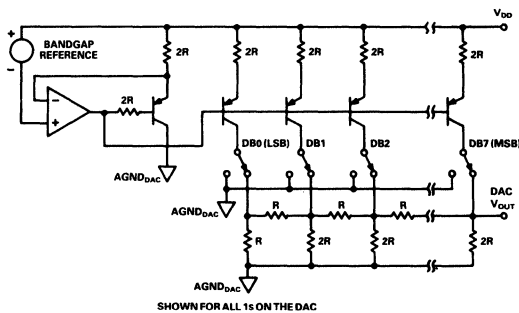 V_DD
+
BANDGAP
REFERENCE
−
2R 2R 2R 2R 2R
−
+
2R
DB0 (LSB) DB1 DB2 DB7 (MSB)
AGND_DAC
AGND_DAC
DAC
V_OUT
R R R
R 2R 2R 2R
AGND_DAC
SHOWN FOR ALL 1s ON THE DAC